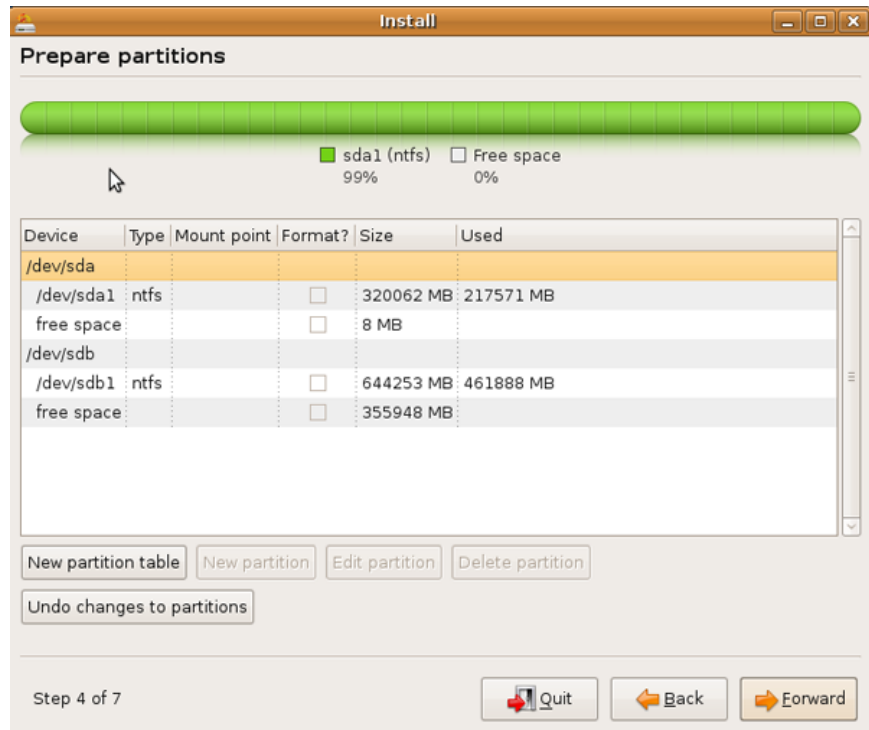 Install
Prepare partitions
sda1 (ntfs) Free space
99% 0%
Device Type Mount point Format? Size Used
/dev/sda
/dev/sda1 ntfs 320062 MB 217571 MB
free space 8 MB
/dev/sdb
/dev/sdb1 ntfs 644253 MB 461888 MB
free space 355948 MB
New partition table New partition Edit partition Delete partition
Undo changes to partitions
Step 4 of 7 Quit Back Forward